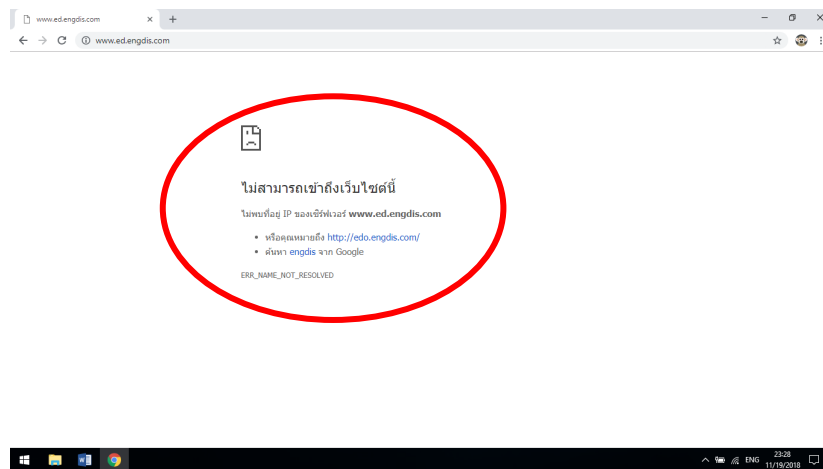 www.ed.engdis.com
www.ed.engdis.com
ไม่สามารถเข้าถึงเว็บไซต์นี้
ไม่พบที่อยู่ IP ของเซิร์ฟเวอร์ www.ed.engdis.com
หรือคุณหมายถึง http://edo.engdis.com/
ค้นหา engdis จาก Google
ERR_NAME_NOT_RESOLVED
ENG
23:28
11/19/2018